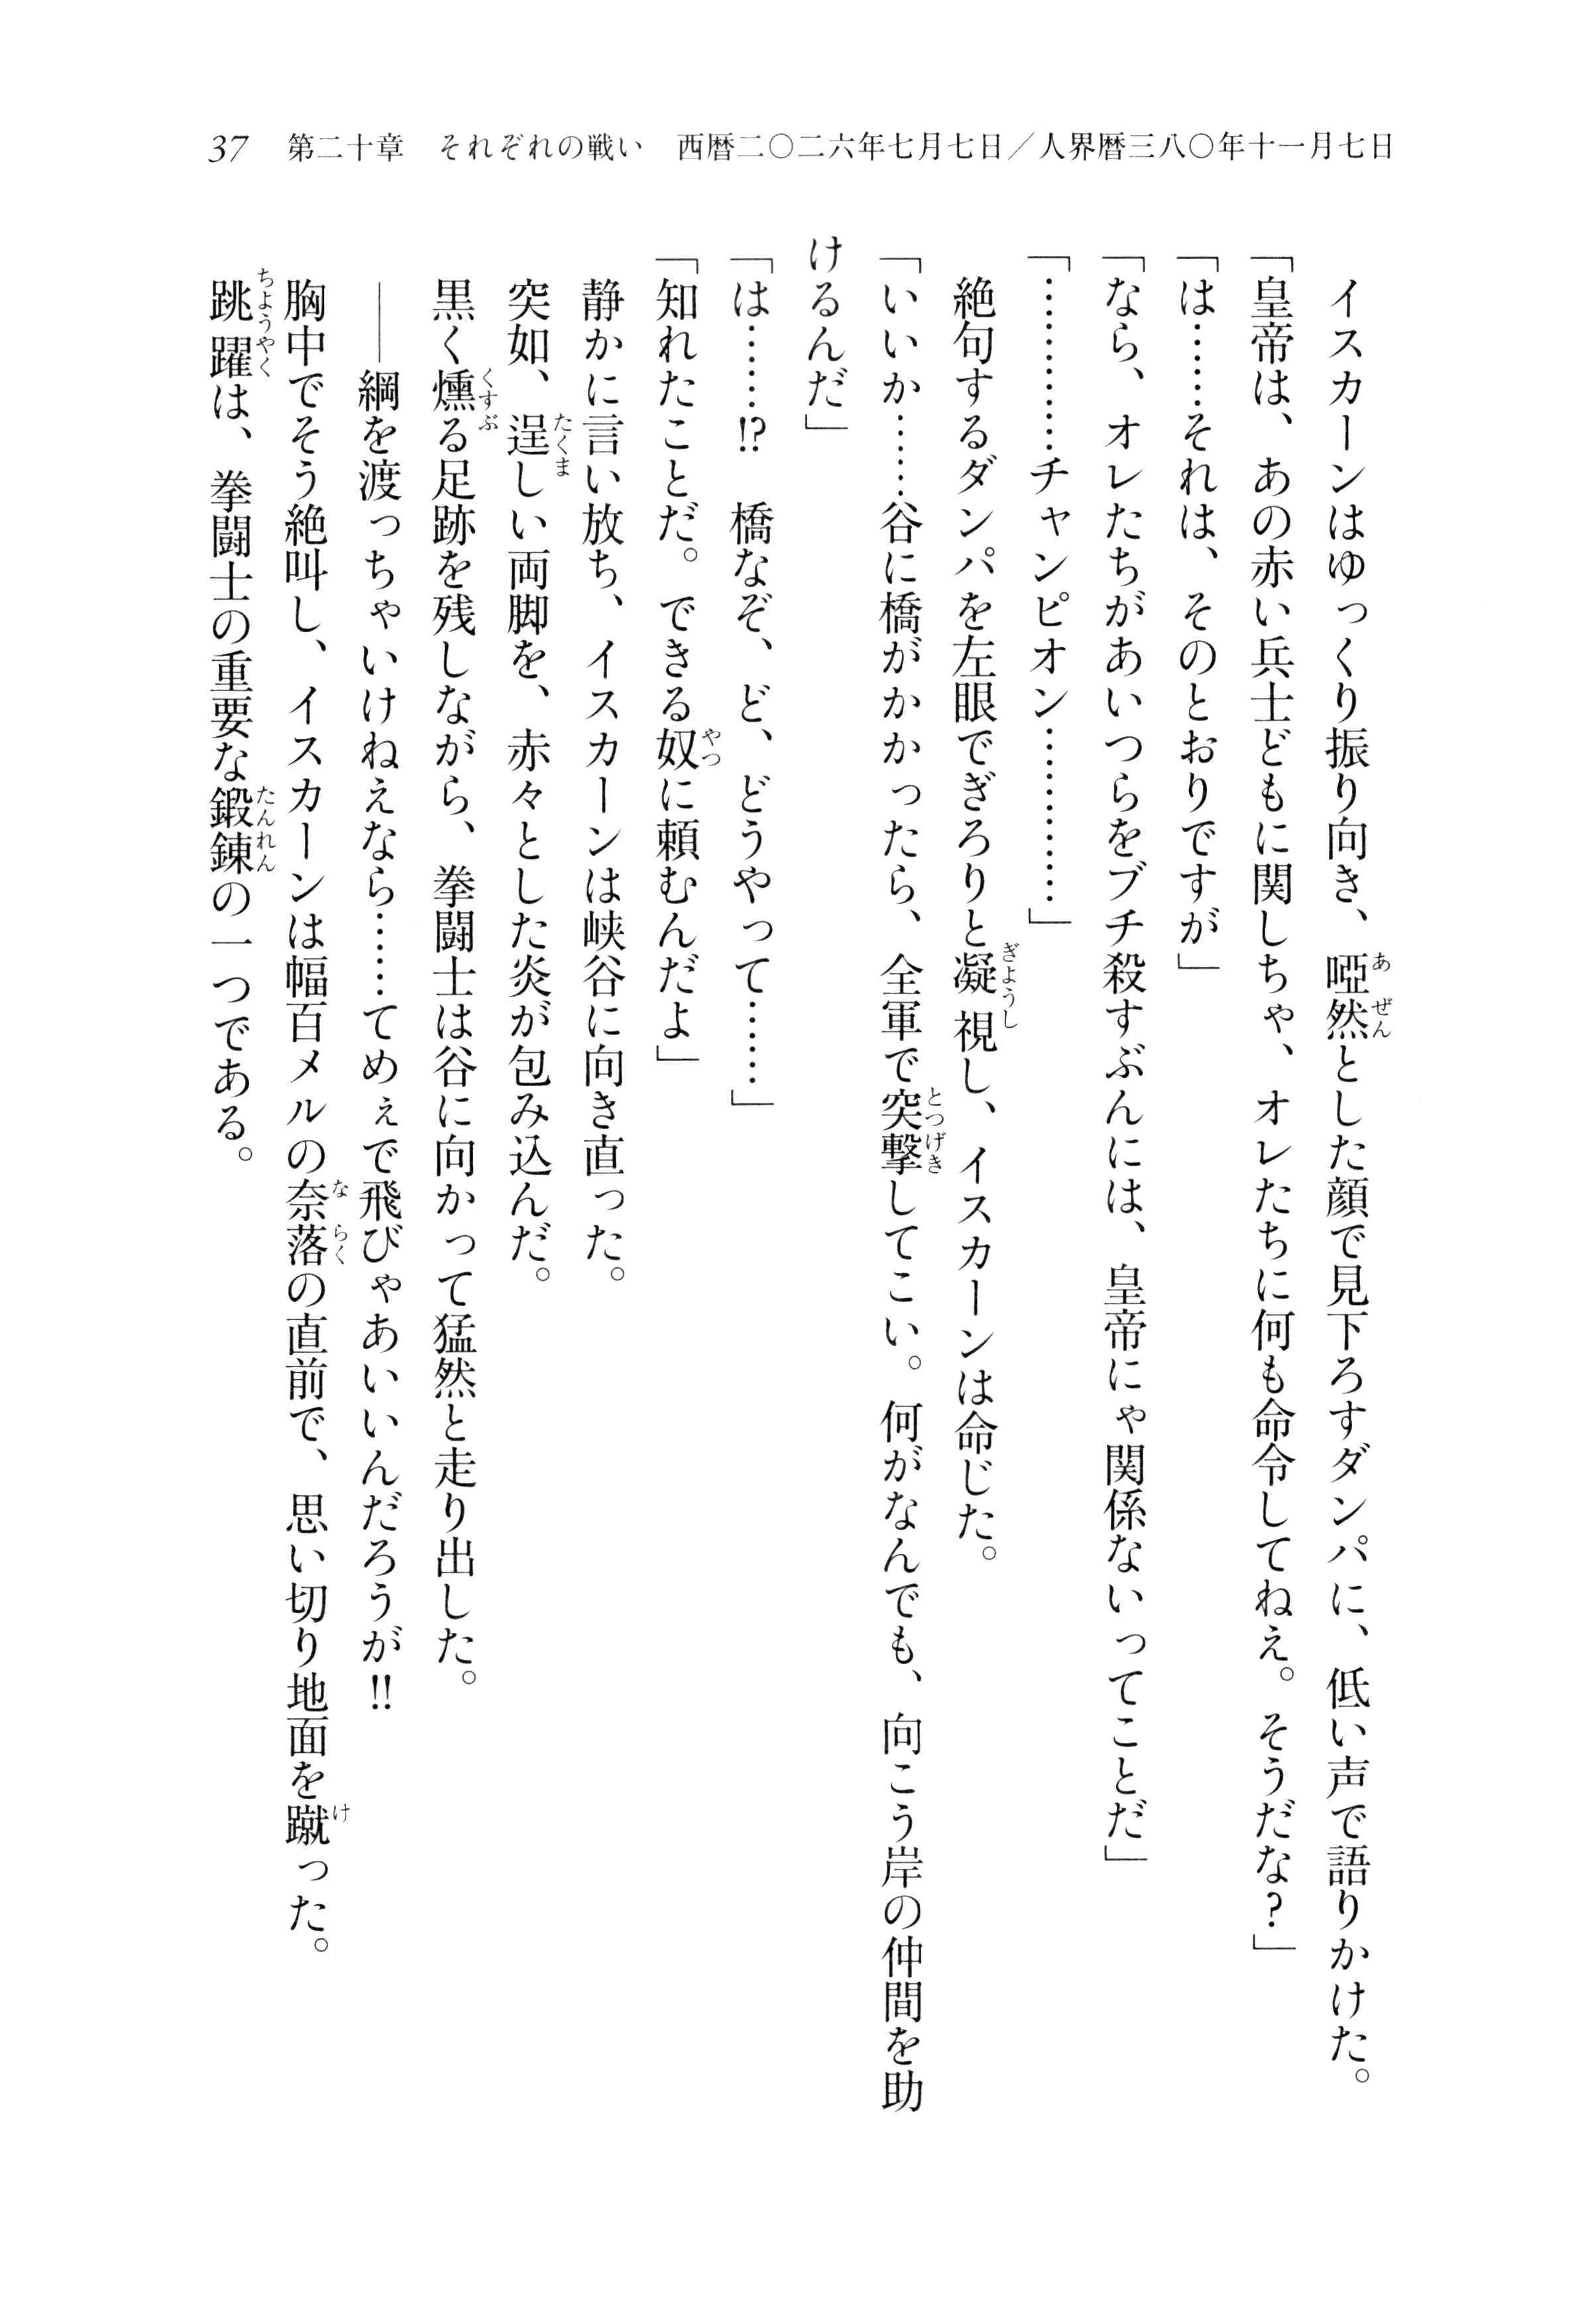 37　第二十章　それぞれの戦い　西暦二〇二六年七月七日／人界暦三八〇年十一月七日
イスカーンはゆっくり振り向き、啞然とした顔で見下ろすダンパに、低い声で語りかけた。
「皇帝は、あの赤い兵士どもに関しちゃ、オレたちに何も命令してねぇ。そうだな？」
「は……それは、そのとおりですが」
「なら、オレたちがあいつらをブチ殺すぶんには、皇帝にゃ関係ないってことだ」
「…………チャンピオン…………」
絶句するダンパを左眼でぎろりと凝視し、イスカーンは命じた。
「いいか……谷に橋がかかったら、全軍で突撃してこい。何がなんでも、向こう岸の仲間を助
けるんだ」
「は……!?　橋なぞ、ど、どうやって……」
「知れたことだ。できる奴に頼むんだよ」
静かに言い放ち、イスカーンは峡谷に向き直った。
突如、逞しい両脚を、赤々とした炎が包み込んだ。
黒く燻る足跡を残しながら、拳闘士は谷に向かって猛然と走り出した。
――綱を渡っちゃいけねえなら……てめぇで飛びゃあいいんだろうが!!
胸中でそう絶叫し、イスカーンは幅百メルの奈落の直前で、思い切り地面を蹴った。
跳躍は、拳闘士の重要な鍛錬の一つである。